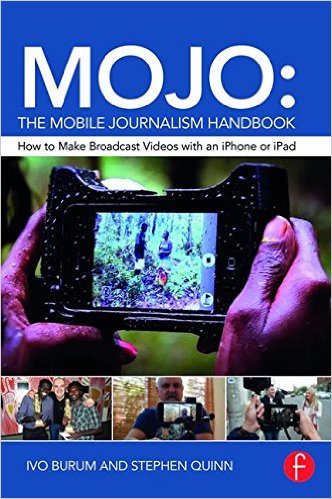 MOJO:
THE MOBILE JOURNALISM HANDBOOK
How to Make Broadcast Videos with an iPhone or iPad
IVO BURUM AND STEPHEN QUINN